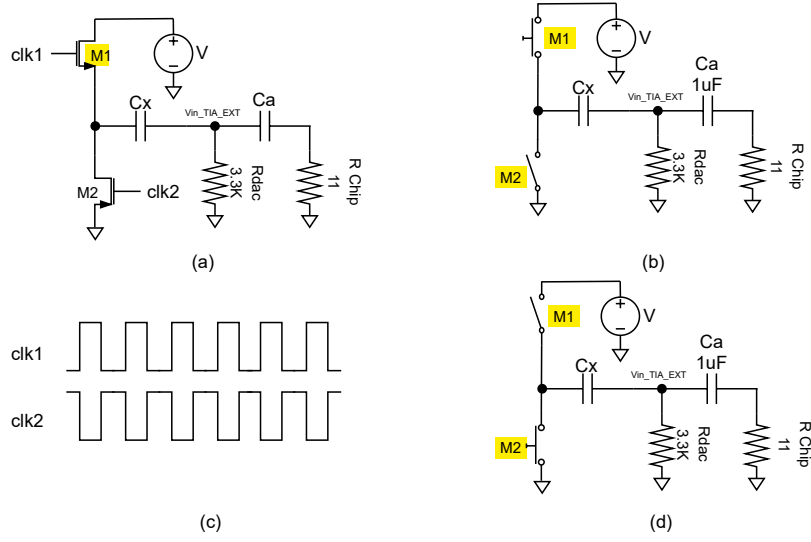 clk1
M1
+
−
V
Cx
Vin_TIA_EXT
Ca
M2
clk2
Rdac
3.3K
R Chip
11
(a)
M1
+
−
V
Cx
Vin_TIA_EXT
Ca
1uF
M2
Rdac
3.3K
R Chip
11
(b)
clk1
clk2
(c)
M1
+
−
V
Cx
Vin_TIA_EXT
Ca
1uF
M2
Rdac
3.3K
R Chip
11
(d)